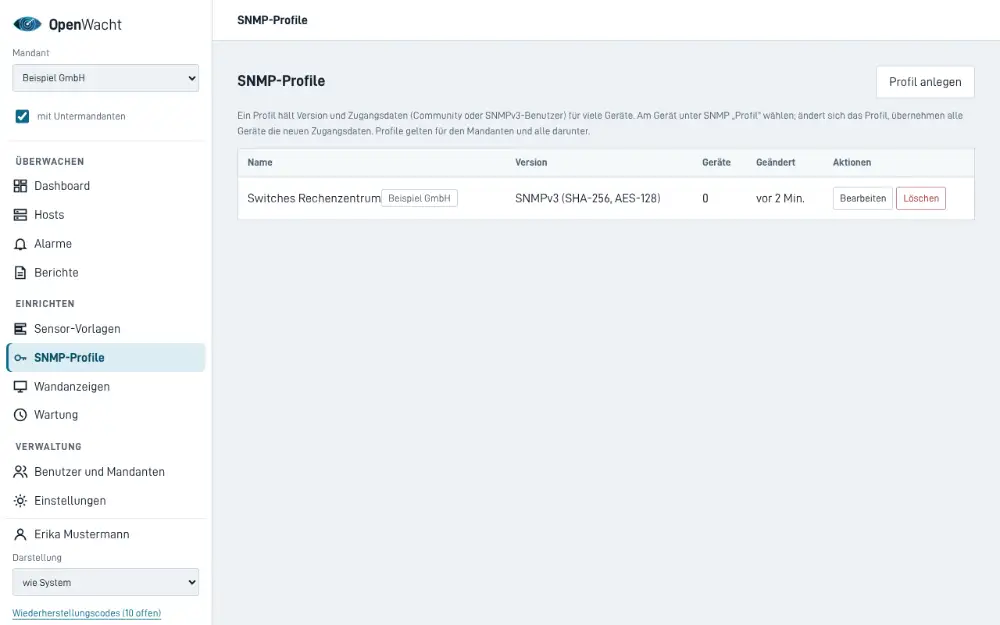 OpenWacht
Mandant
Beispiel GmbH
mit Untermandanten
ÜBERWACHEN
Dashboard
Hosts
Alarme
Berichte
EINRICHTEN
Sensor-Vorlagen
SNMP-Profile
Wandanzeigen
Wartung
VERWALTUNG
Benutzer und Mandanten
Einstellungen
Erika Mustermann
Darstellung
wie System
Wiederherstellungscodes (10 offen)
SNMP-Profile
SNMP-Profile
Profil anlegen
Ein Profil hält Version und Zugangsdaten (Community oder SNMPv3-Benutzer) für viele Geräte. Am Gerät unter SNMP „Profil" wählen; ändert sich das Profil, übernehmen alle
Geräte die neuen Zugangsdaten. Profile gelten für den Mandanten und alle darunter.
Name Version Geräte Geändert Aktionen
Switches Rechenzentrum Beispiel GmbH SNMPv3 (SHA-256, AES-128) 0 vor 2 Min. Bearbeiten Löschen